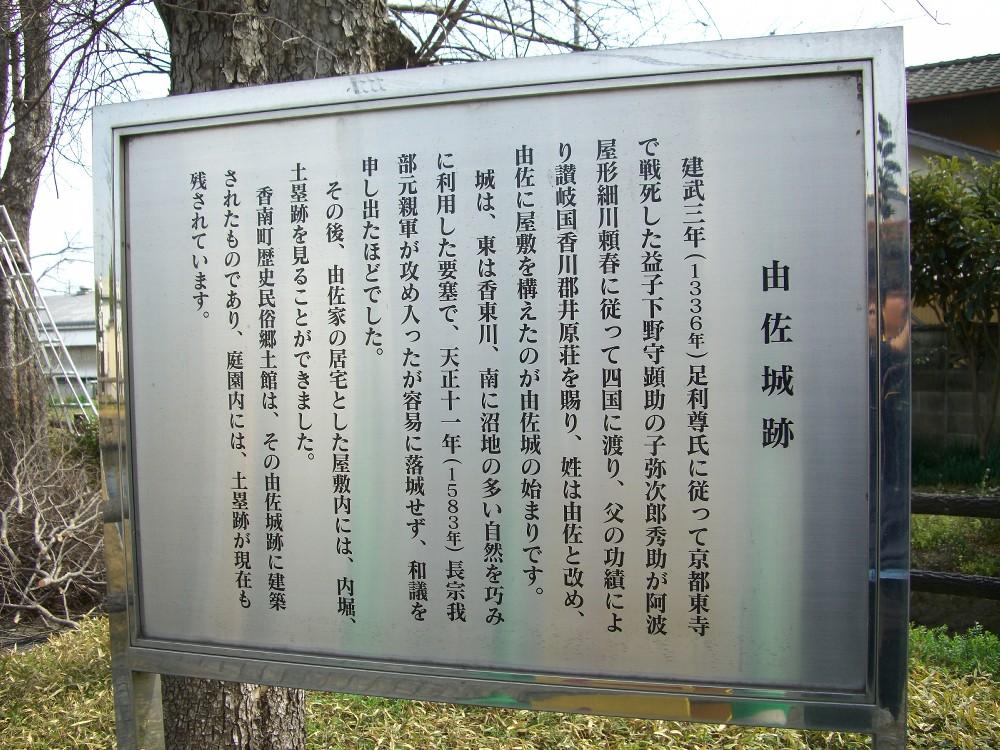 由佐城跡
建武三年(1336年)足利尊氏に従って京都東寺
で戦死した益子下野守顕助の子弥次郎秀助が阿波
屋形細川頼春に従って四国に渡り、父の功績によ
り讃岐国香川郡井原荘を賜り、姓は由佐と改め、
由佐に屋敷を構えたのが由佐城の始まりです。
城は、東は香東川、南に沼地の多い自然を巧み
に利用した要塞で、天正十一年(1583年)長宗我
部元親軍が攻め入ったが容易に落城せず、和議を
申し出たほどでした。
その後、由佐家の居宅とした屋敷内には、内堀、
土塁跡を見ることができました。
香南町歴史民俗郷土館は、その由佐城跡に建築
されたものであり、庭園内には、土塁跡が現在も
残されています。